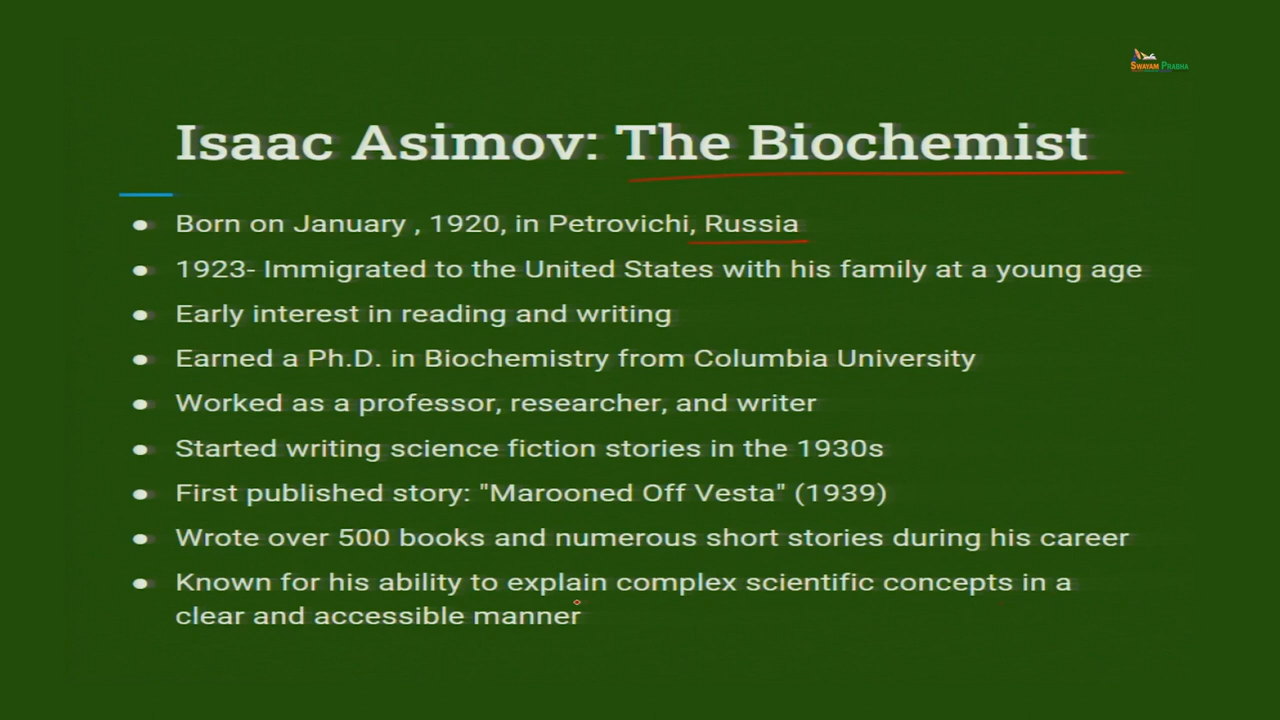 SWAYAM PRABHA
Isaac Asimov: The Biochemist
● Born on January , 1920, in Petrovichi, Russia
● 1923- Immigrated to the United States with his family at a young age
● Early interest in reading and writing
● Earned a Ph.D. in Biochemistry from Columbia University
● Worked as a professor, researcher, and writer
● Started writing science fiction stories in the 1930s
● First published story: "Marooned Off Vesta" (1939)
● Wrote over 500 books and numerous short stories during his career
● Known for his ability to explain complex scientific concepts in a
clear and accessible manner